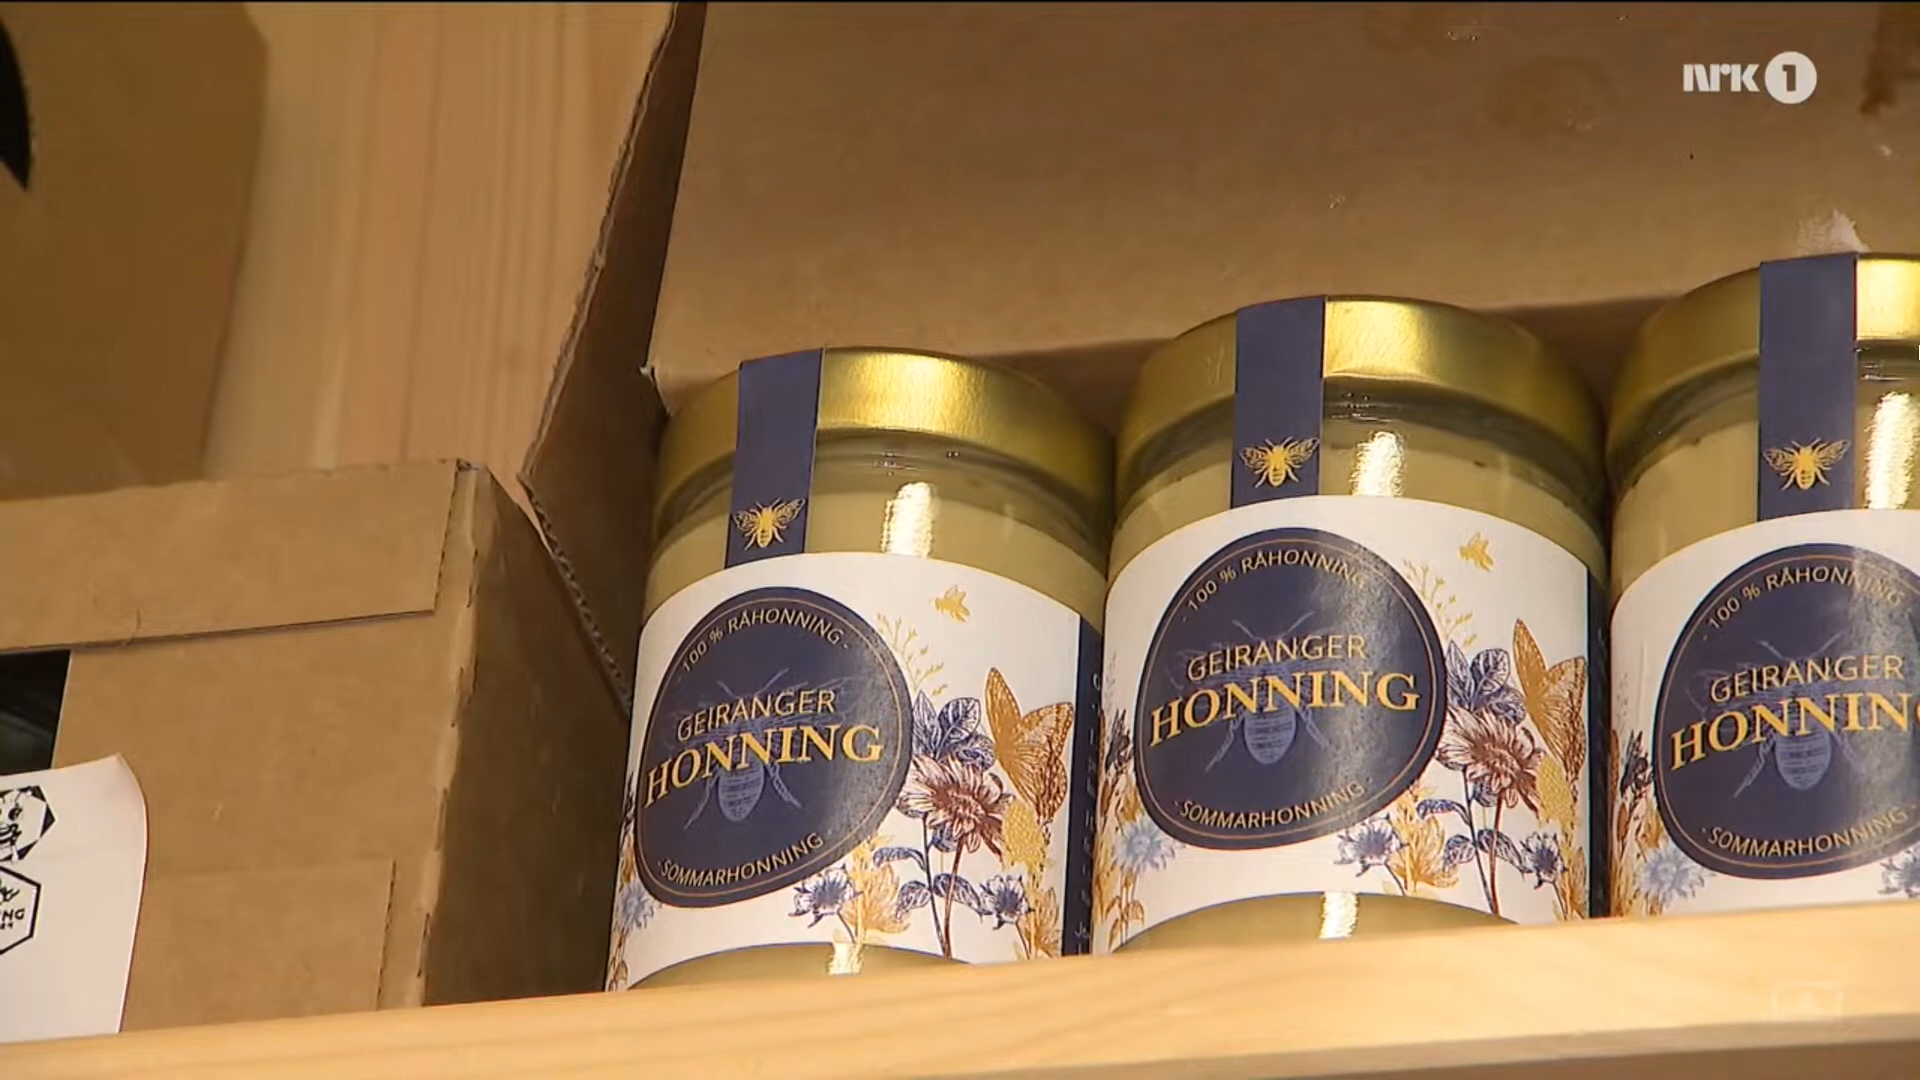 NRK 1
100 % RÅHONNING
GEIRANGER
HONNING
SOMMARHONNING
100 % RÅHONNING
GEIRANGER
HONNING
SOMMARHONNING
100 % RÅHONNING
GEIRANGER
HONNING
SOMMARHONNING